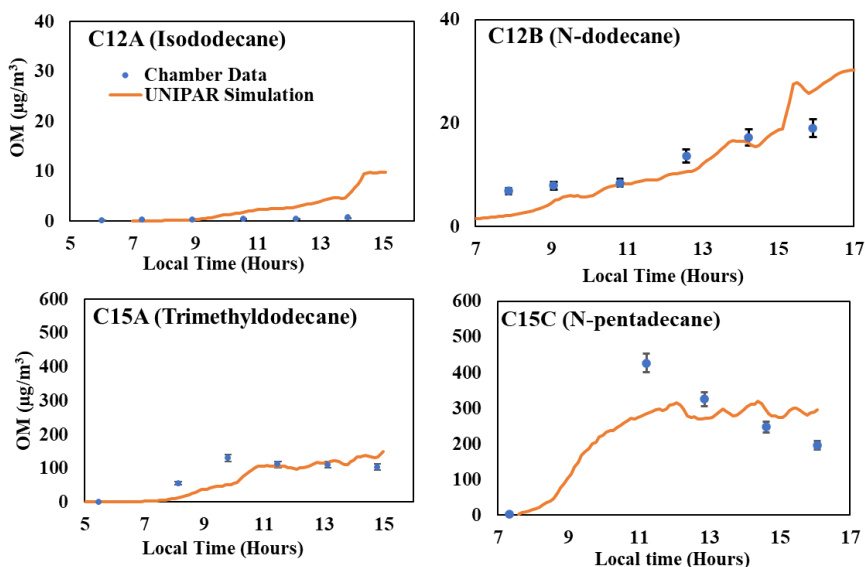 C12A (Isododecane)
Chamber Data
UNIPAR Simulation
OM (µg/m³)
40
30
20
10
0
5 7 9 11 13 15
Local Time (Hours)
C12B (N-dodecane)
40
20
0
7 9 11 13 15 17
Local Time (Hours)
C15A (Trimethyldodecane)
OM (µg/m³)
600
500
400
300
200
100
0
5 7 9 11 13 15
Local Time (Hours)
C15C (N-pentadecane)
600
500
400
300
200
100
0
7 9 11 13 15 17
Local time (Hours)